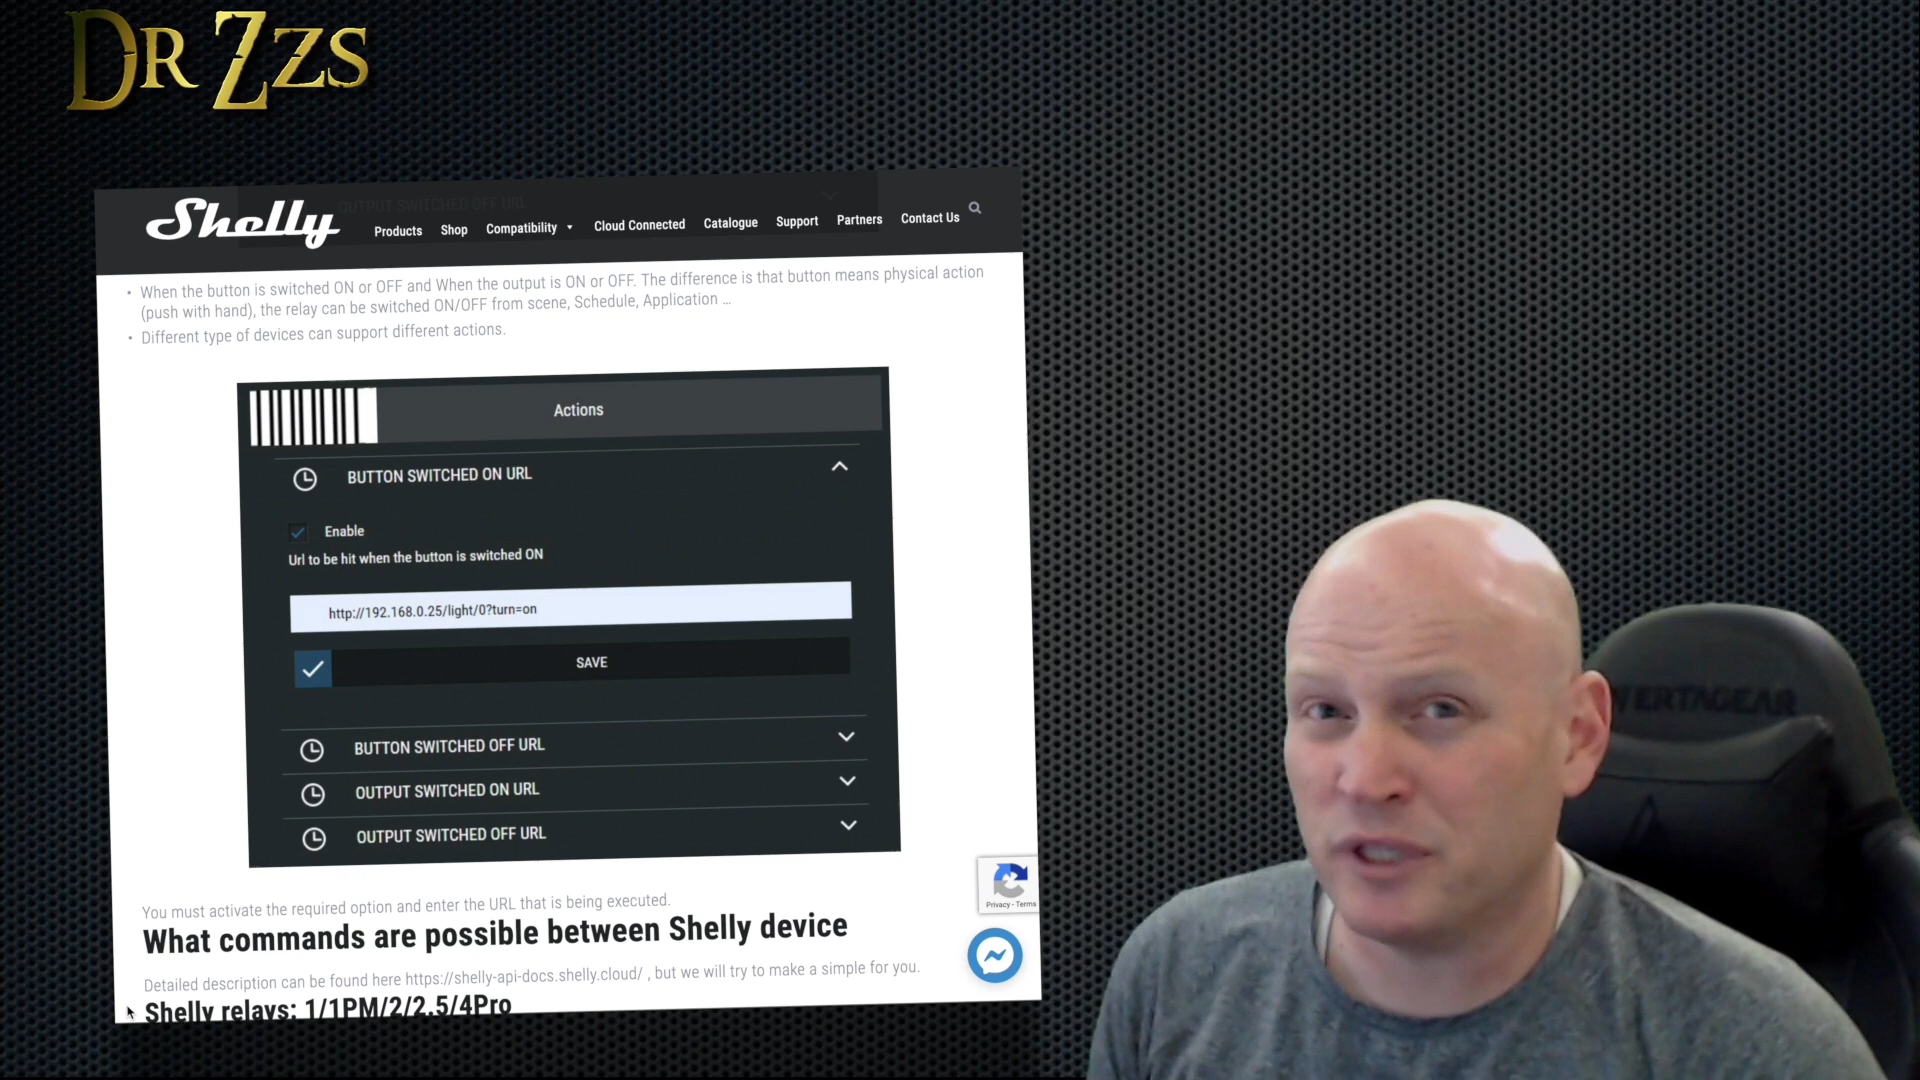 DR ZZS
OUTPUT SWITCHED OFF URL
Shelly
Products Shop Compatibility Cloud Connected Catalogue Support Partners Contact Us
• When the button is switched ON or OFF and When the output is ON or OFF. The difference is that button means physical action
(push with hand), the relay can be switched ON/OFF from scene, Schedule, Application ...
• Different type of devices can support different actions.
Actions
BUTTON SWITCHED ON URL
Enable
Url to be hit when the button is switched ON
http://192.168.0.25/light/0?turn=on
SAVE
BUTTON SWITCHED OFF URL
OUTPUT SWITCHED ON URL
OUTPUT SWITCHED OFF URL
You must activate the required option and enter the URL that is being executed.
What commands are possible between Shelly device
Detailed description can be found here https://shelly-api-docs.shelly.cloud/ , but we will try to make a simple for you.
Shelly relays: 1/1PM/2/2.5/4Pro
Privacy - Terms